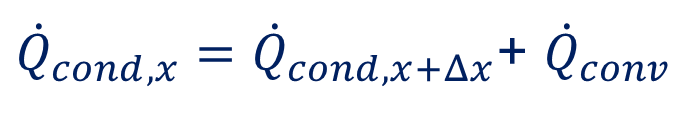 Q̇cond,x = Q̇cond,x+Δx + Q̇conv